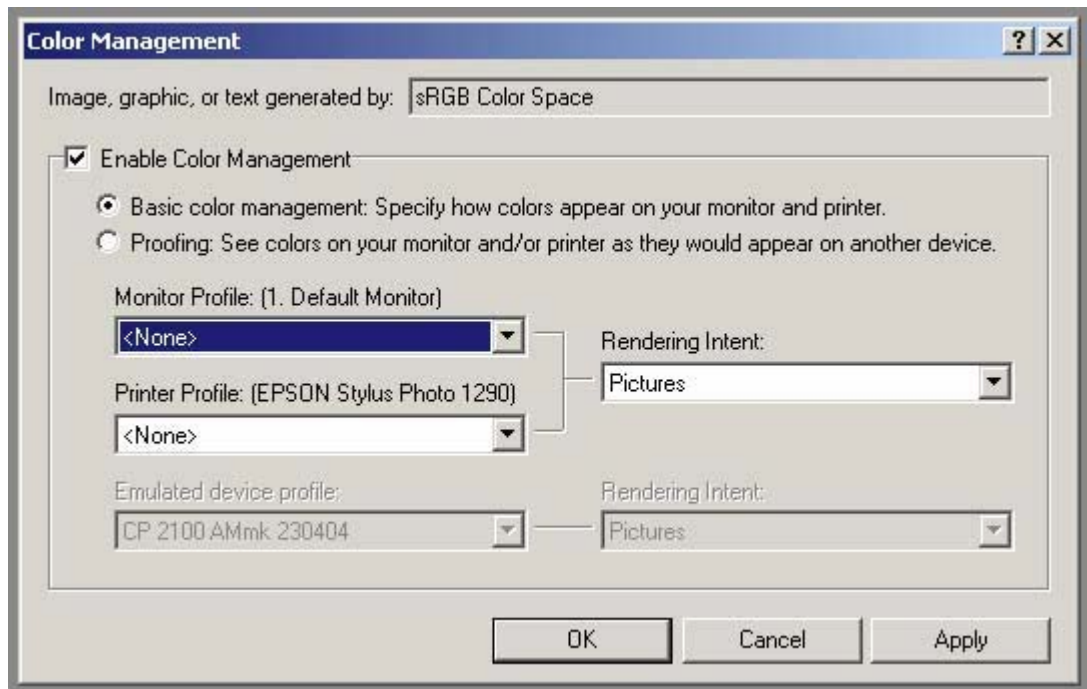 Color Management
Image, graphic, or text generated by: sRGB Color Space
Enable Color Management
Basic color management: Specify how colors appear on your monitor and printer.
Proofing: See colors on your monitor and/or printer as they would appear on another device.
Monitor Profile: (1. Default Monitor)
<None>
Rendering Intent:
Pictures
Printer Profile: (EPSON Stylus Photo 1290)
<None>
Emulated device profile:
Rendering Intent:
CP 2100 AMmk 230404
Pictures
OK
Cancel
Apply